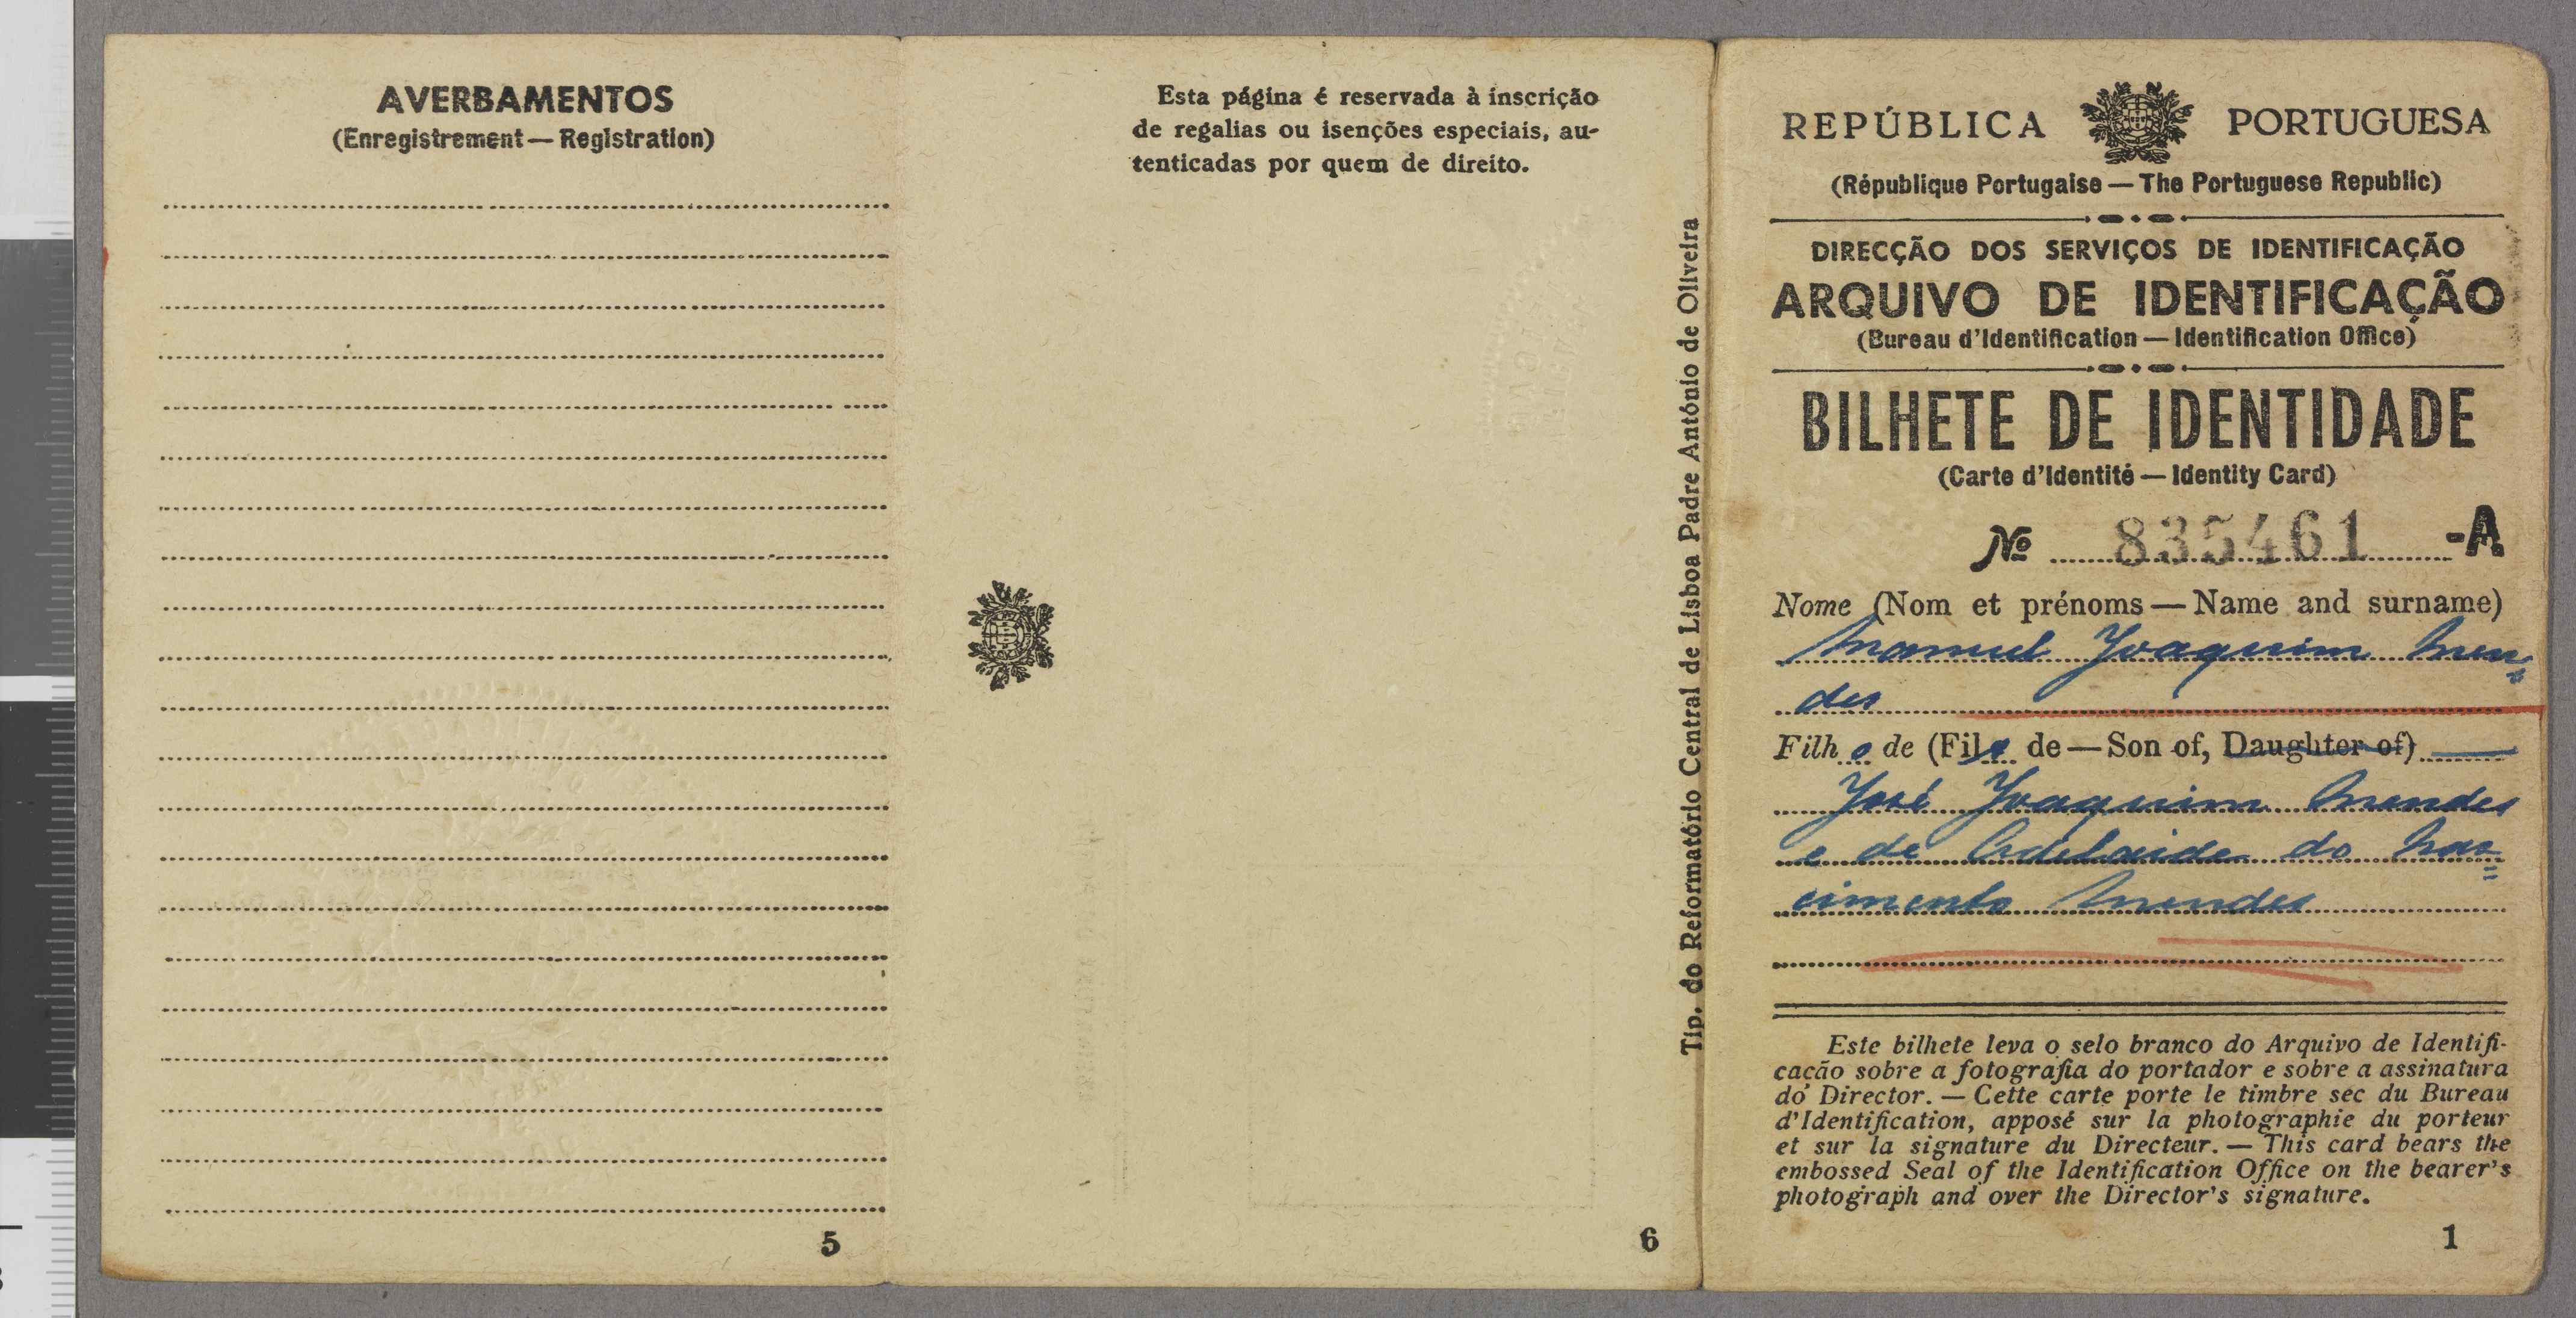 AVERBAMENTOS
(Enregistrement — Registration)
5
Esta página é reservada à inscrição
de regalias ou isenções especiais, au-
tenticadas por quem de direito.
6
Tip. do Reformatório Central de Lisboa Padre António de Oliveira
REPÚBLICA PORTUGUESA
(République Portugaise — The Portuguese Republic)
DIRECÇÃO DOS SERVIÇOS DE IDENTIFICAÇÃO
ARQUIVO DE IDENTIFICAÇÃO
(Bureau d'Identification — Identification Office)
BILHETE DE IDENTIDADE
(Carte d'Identité — Identity Card)
Nº 835461 -A
Nome (Nom et prénoms — Name and surname)
Manuel Joaquim Men-
des
Filho de (Fils de — Son of, Daughter of)
José Joaquim Mendes
e de Adelaide do Nas-
cimento Mendes
Este bilhete leva o selo branco do Arquivo de Identifi-
cação sobre a fotografia do portador e sobre a assinatura
do Director. — Cette carte porte le timbre sec du Bureau
d'Identification, apposé sur la photographie du porteur
et sur la signature du Directeur. — This card bears the
embossed Seal of the Identification Office on the bearer's
photograph and over the Director's signature.
1